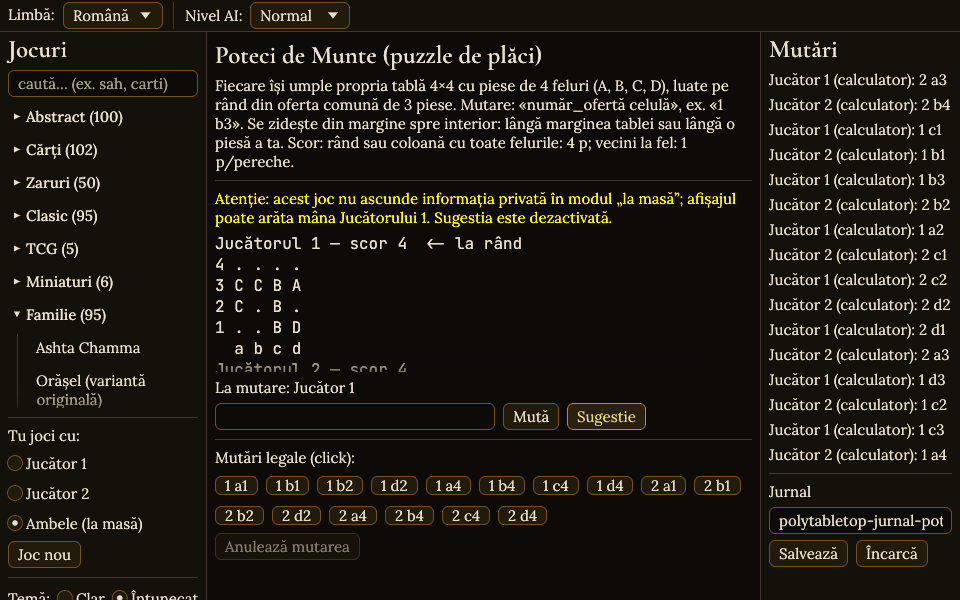 Limbă: Română ▼ Nivel AI: Normal ▼
Jocuri
caută... (ex. sah, carti)
▸ Abstract (100)
▸ Cărți (102)
▸ Zaruri (50)
▸ Clasic (95)
▸ TCG (5)
▸ Miniaturi (6)
▾ Familie (95)
Ashta Chamma
Orășel (variantă
originală)
Tu joci cu:
Jucător 1
Jucător 2
Ambele (la masă)
Joc nou
Temă: Clar Întunecat
Poteci de Munte (puzzle de plăci)
Fiecare își umple propria tablă 4×4 cu piese de 4 feluri (A, B, C, D), luate pe
rând din oferta comună de 3 piese. Mutare: «număr_ofertă celulă», ex. «1
b3». Se zidește din margine spre interior: lângă marginea tablei sau lângă o
piesă a ta. Scor: rând sau coloană cu toate felurile: 4 p; vecini la fel: 1
p/pereche.
Atenție: acest joc nu ascunde informația privată în modul „la masă”; afișajul
poate arăta mâna Jucătorului 1. Sugestia este dezactivată.
Jucătorul 1 — scor 4 ← la rând
4 . . . .
3 C C B A
2 C . B .
1 . . B D
a b c d
Jucătorul 2 — scor 4
La mutare: Jucător 1
Mută Sugestie
Mutări legale (click):
1 a1 1 b1 1 b2 1 d2 1 a4 1 b4 1 c4 1 d4 2 a1 2 b1
2 b2 2 d2 2 a4 2 b4 2 c4 2 d4
Anulează mutarea
Mutări
Jucător 1 (calculator): 2 a3
Jucător 2 (calculator): 2 b4
Jucător 1 (calculator): 1 c1
Jucător 2 (calculator): 1 b1
Jucător 1 (calculator): 1 b3
Jucător 2 (calculator): 2 b2
Jucător 1 (calculator): 1 a2
Jucător 2 (calculator): 2 c1
Jucător 1 (calculator): 2 c2
Jucător 2 (calculator): 2 d2
Jucător 1 (calculator): 2 d1
Jucător 2 (calculator): 2 a3
Jucător 1 (calculator): 1 d3
Jucător 2 (calculator): 1 c2
Jucător 1 (calculator): 1 c3
Jucător 2 (calculator): 1 a4
Jurnal
polytabletop-jurnal-pot
Salvează Încarcă